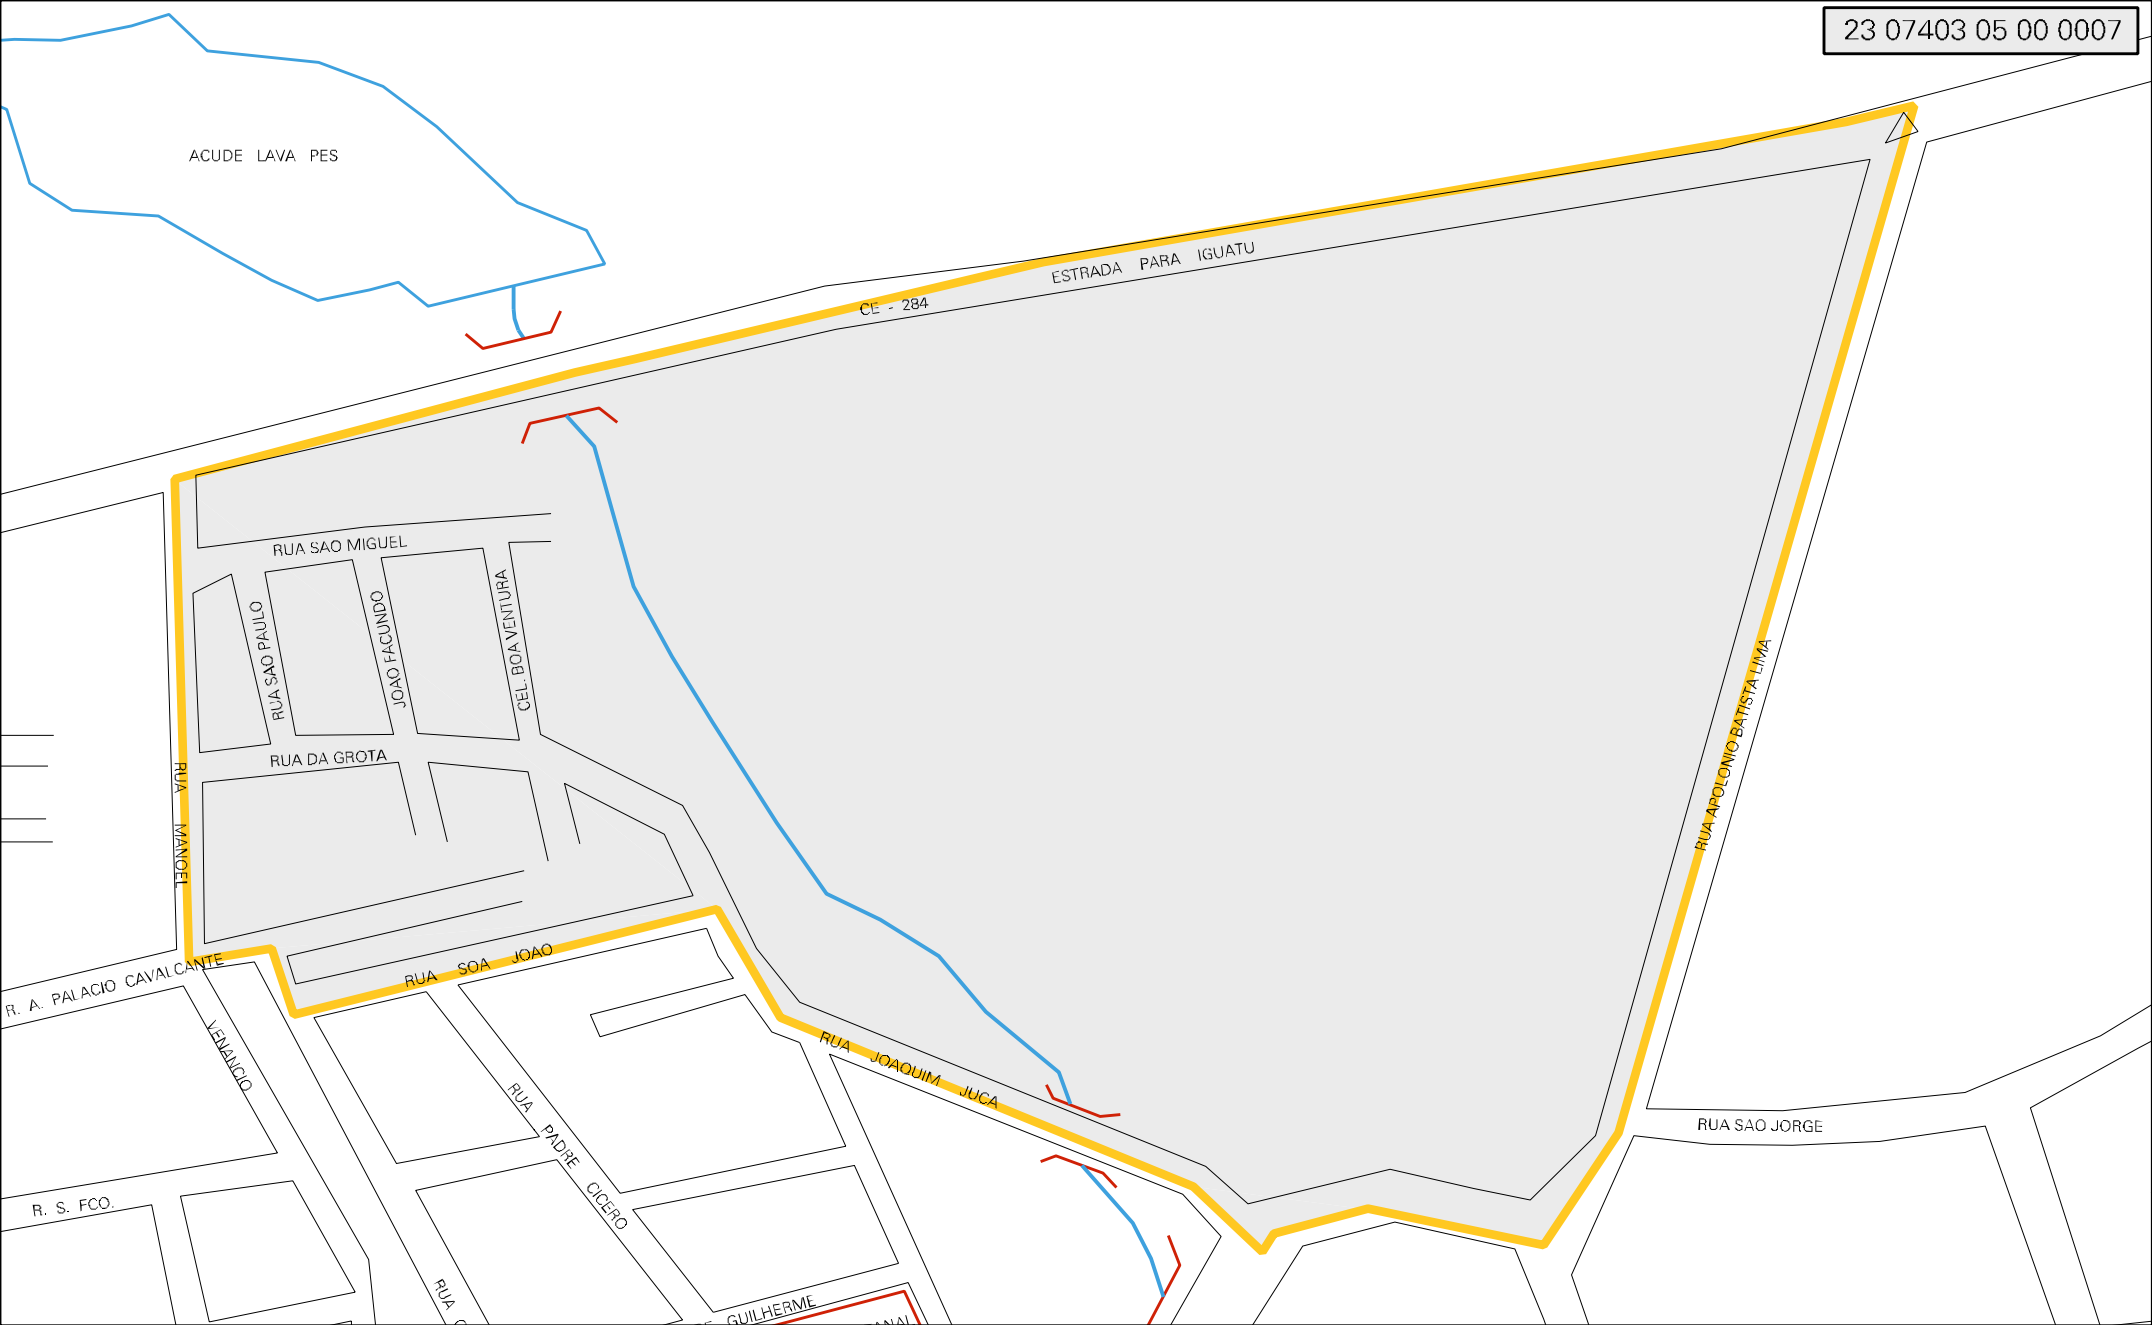 23 07403 05 00 0007
ACUDE LAVA PES
ESTRADA PARA IGUATU
CE - 284
RUA SAO MIGUEL
RUA SAO PAULO
JOAO FACUNDO
CEL. BOA VENTURA
RUA DA GROTA
RUA MANOEL
RUA APOLONIO BATISTA LIMA
RUA SOA JOAO
R. A. PALACIO CAVALCANTE
VENANCIO
RUA JOAQUIM JUCA
RUA PADRE CICERO
RUA SAO JORGE
R. S. FCO.
RUA
GUILHERME